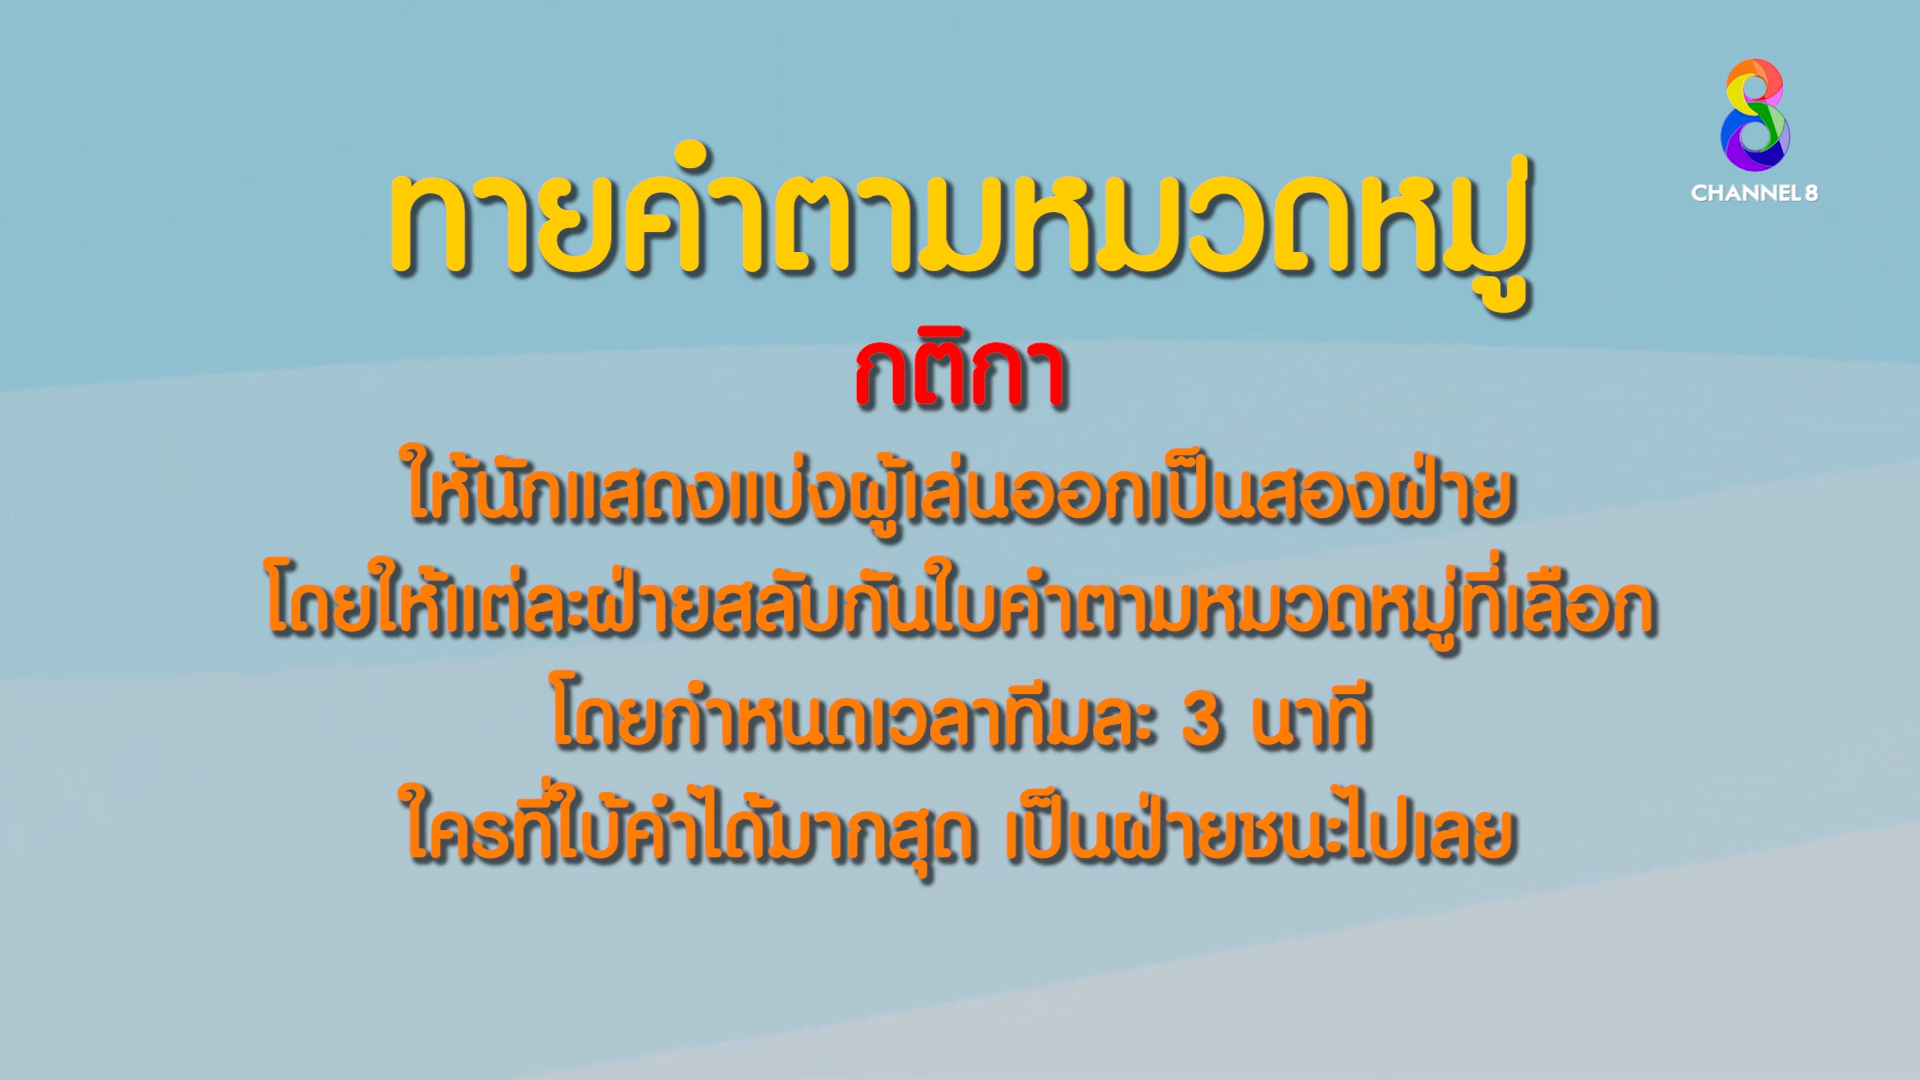 CHANNEL 8
ทายคำตามหมวดหมู่
กติกา
ให้นักแสดงแบ่งผู้เล่นออกเป็นสองฝ่าย
โดยให้แต่ละฝ่ายสลับกันใบคำตามหมวดหมู่ที่เลือก
โดยกำหนดเวลาทีมละ 3 นาที
ใครที่ใบ้คำได้มากสุด เป็นฝ่ายชนะไปเลย